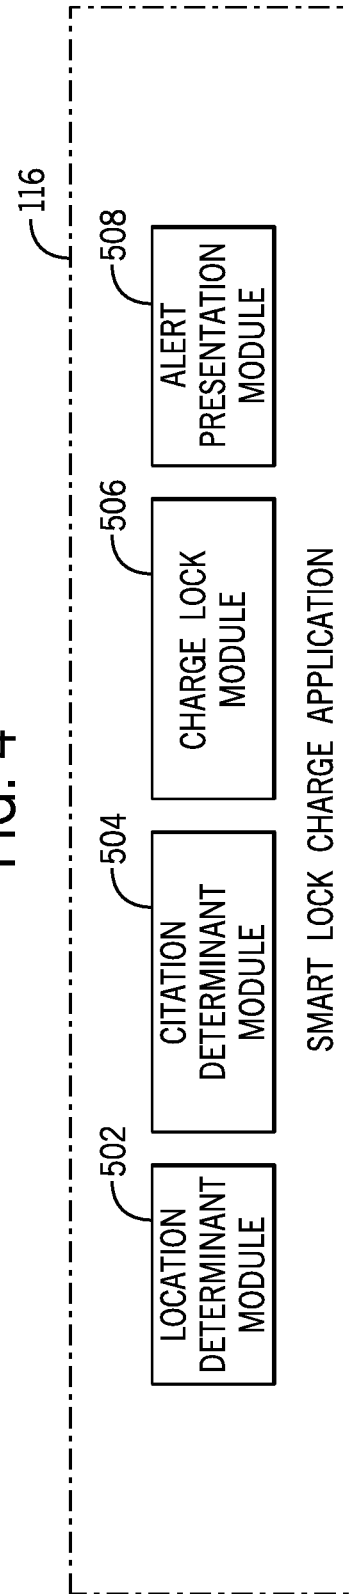 FIG. 4
116
502
LOCATION
DETERMINANT
MODULE
504
CITATION
DETERMINANT
MODULE
506
CHARGE LOCK
MODULE
508
ALERT
PRESENTATION
MODULE
SMART LOCK CHARGE APPLICATION